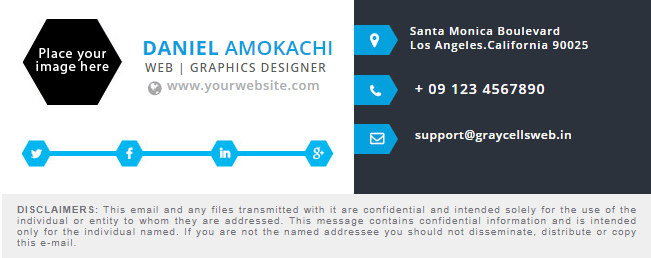 Place your
image here
DANIEL AMOKACHI
WEB | GRAPHICS DESIGNER
www.yourwebsite.com
f
in
g+
Santa Monica Boulevard
Los Angeles.California 90025
+ 09 123 4567890
support@graycellsweb.in
DISCLAIMERS: This email and any files transmitted with it are confidential and intended solely for the use of the
individual or entity to whom they are addressed. This message contains confidential information and is intended
only for the individual named. If you are not the named addressee you should not disseminate, distribute or copy
this e-mail.